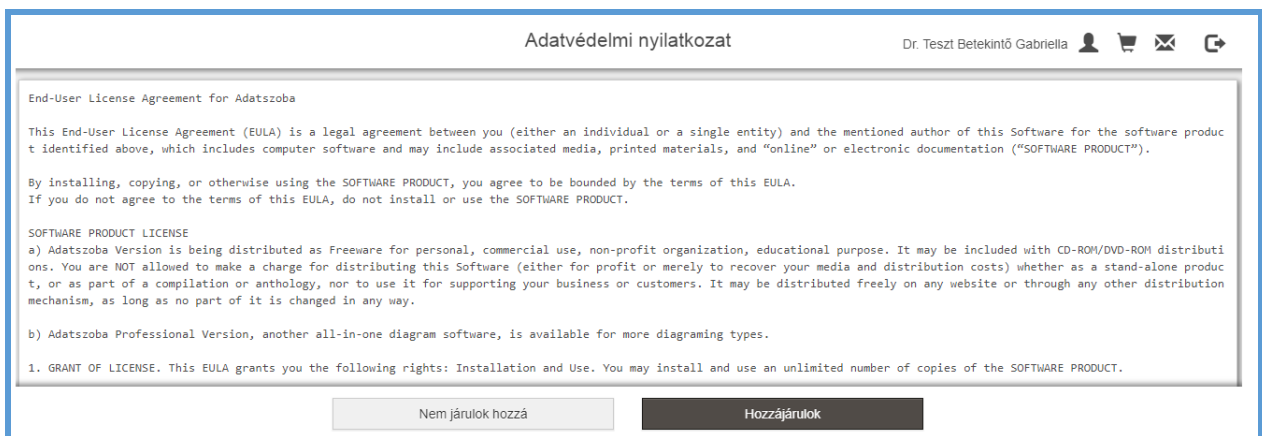 Adatvédelmi nyilatkozat
Dr. Teszt Betekintő Gabriella
End-User License Agreement for Adatszoba
This End-User License Agreement (EULA) is a legal agreement between you (either an individual or a single entity) and the mentioned author of this Software for the software produc
t identified above, which includes computer software and may include associated media, printed materials, and “online” or electronic documentation (“SOFTWARE PRODUCT”).
By installing, copying, or otherwise using the SOFTWARE PRODUCT, you agree to be bounded by the terms of this EULA.
If you do not agree to the terms of this EULA, do not install or use the SOFTWARE PRODUCT.
SOFTWARE PRODUCT LICENSE
a) Adatszoba Version is being distributed as Freeware for personal, commercial use, non-profit organization, educational purpose. It may be included with CD-ROM/DVD-ROM distributi
ons. You are NOT allowed to make a charge for distributing this Software (either for profit or merely to recover your media and distribution costs) whether as a stand-alone produc
t, or as part of a compilation or anthology, nor to use it for supporting your business or customers. It may be distributed freely on any website or through any other distribution
mechanism, as long as no part of it is changed in any way.
b) Adatszoba Professional Version, another all-in-one diagram software, is available for more diagraming types.
1. GRANT OF LICENSE. This EULA grants you the following rights: Installation and Use. You may install and use an unlimited number of copies of the SOFTWARE PRODUCT.
Nem járulok hozzá
Hozzájárulok